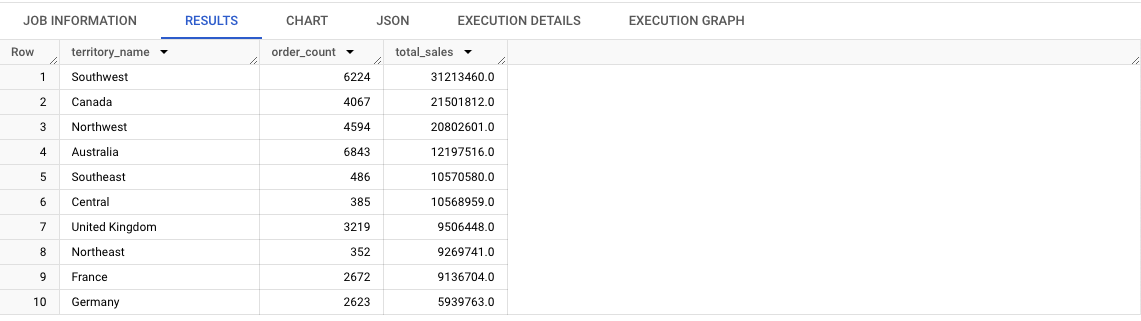 JOB INFORMATION RESULTS CHART JSON EXECUTION DETAILS EXECUTION GRAPH
Row territory_name order_count total_sales
1 Southwest 6224 31213460.0
2 Canada 4067 21501812.0
3 Northwest 4594 20802601.0
4 Australia 6843 12197516.0
5 Southeast 486 10570580.0
6 Central 385 10568959.0
7 United Kingdom 3219 9506448.0
8 Northeast 352 9269741.0
9 France 2672 9136704.0
10 Germany 2623 5939763.0